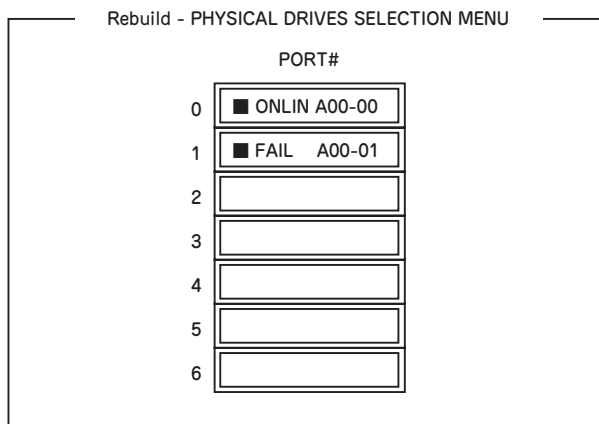 Rebuild - PHYSICAL DRIVES SELECTION MENU
PORT#
0 ■ ONLIN A00-00
1 ■ FAIL A00-01
2
3
4
5
6